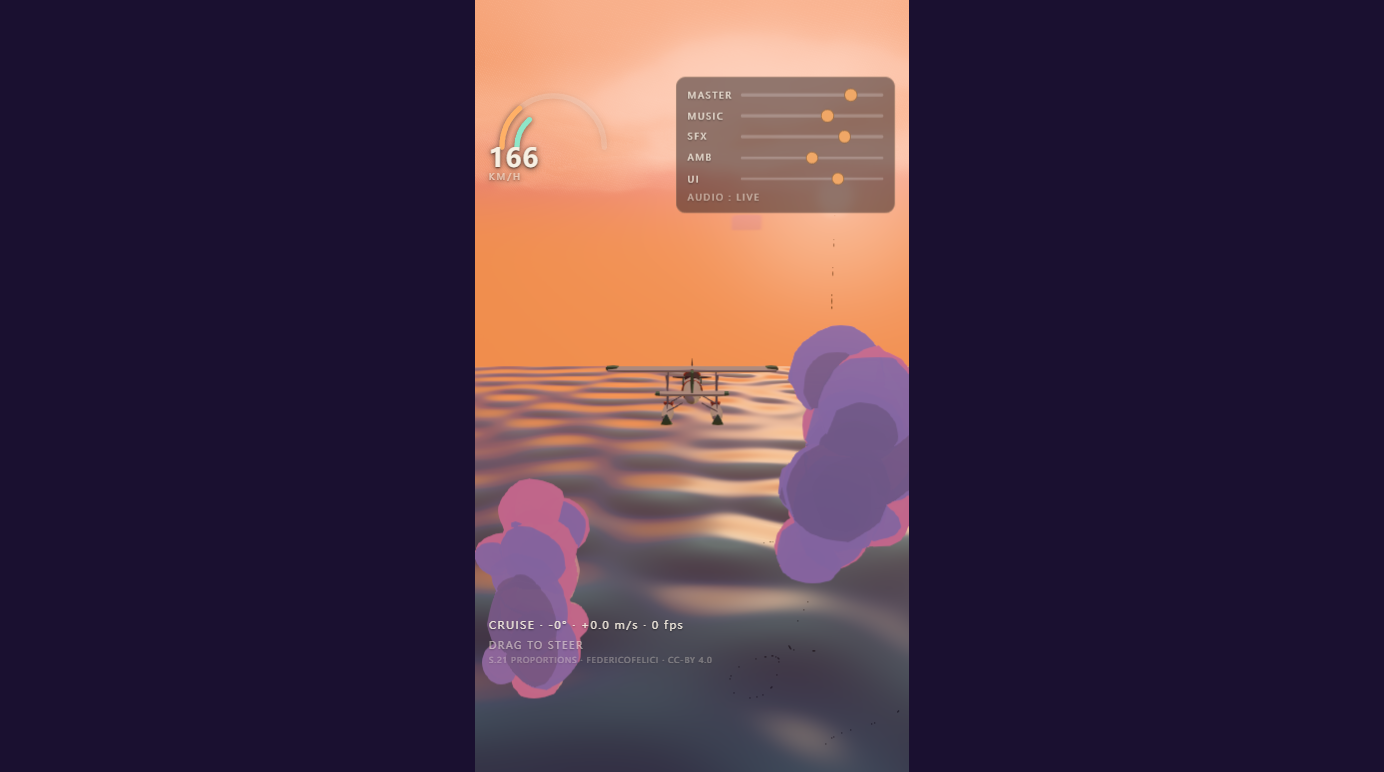 MASTER
MUSIC
SFX
AMB
UI
AUDIO : LIVE
166
KM/H
CRUISE · -0° · +0.0 m/s · 0 fps
DRAG TO STEER
S.21 PROPORTIONS · FEDERICOFELICI · CC-BY 4.0